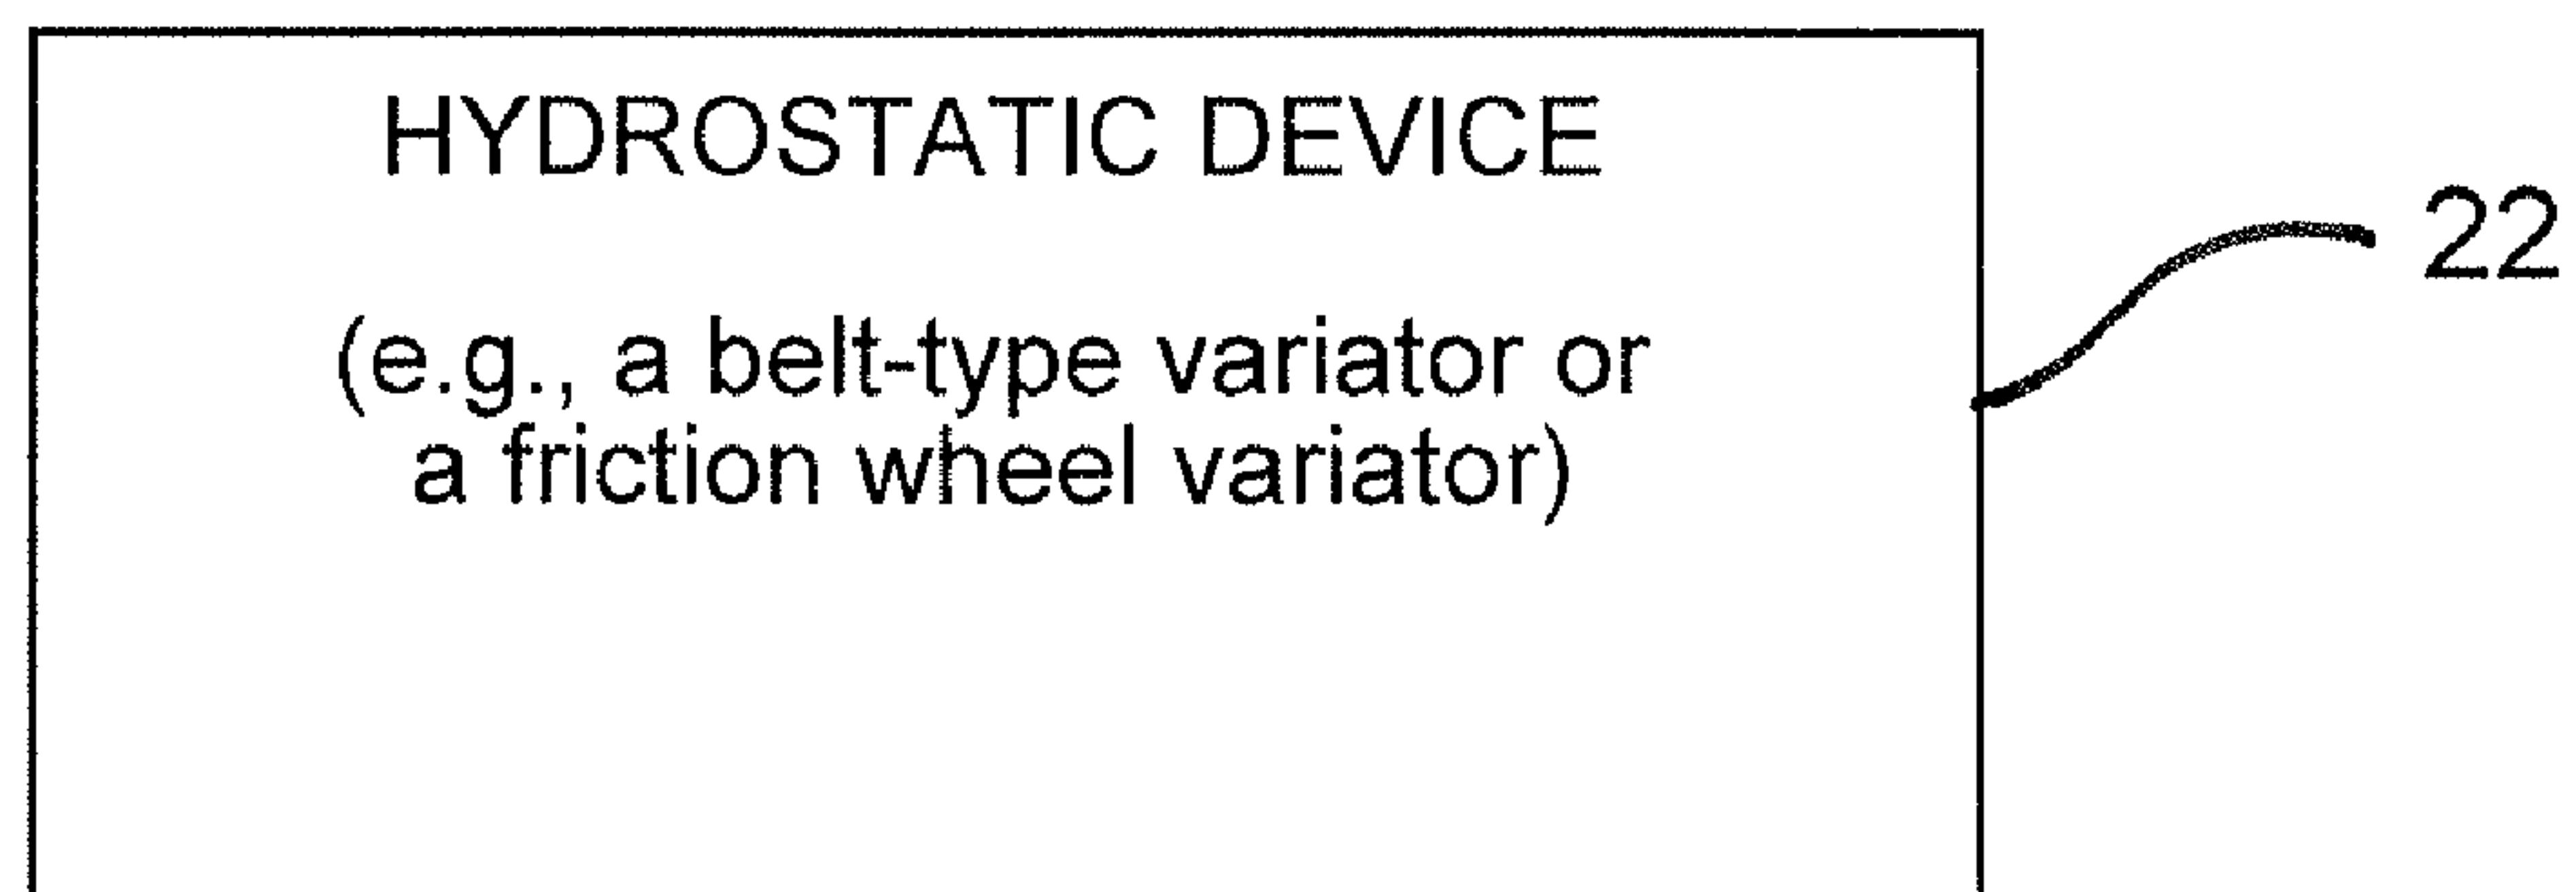 HYDROSTATIC DEVICE
22
(e.g., a belt-type variator or
a friction wheel variator)